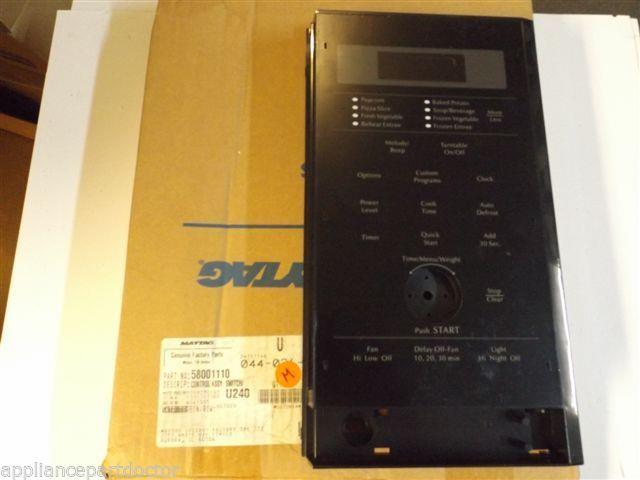 Popcorn
Pizza Slice
Fresh Vegetable
Reheat Entree
Baked Potato
Soup/Beverage
Frozen Vegetable
Frozen Entree
More/
Less
Melody/
Beep
Turntable
On/Off
Options
Custom
Programs
Clock
Power
Level
Cook
Time
Auto
Defrost
Timer
Quick
Start
Add
30 Sec.
Time/Menu/Weight
Stop
Clear
Push START
Fan
Hi Low Off
Delay Off-Fan
10, 20, 30 min
Light
Hi Night Off
YTAG
MAYTAG
Genuine Factory Parts
U
PART NO: 58001110
DESCRIP: CONTROL ASSY, SWITCH
U240
M
eBay
appliancepartdoctor